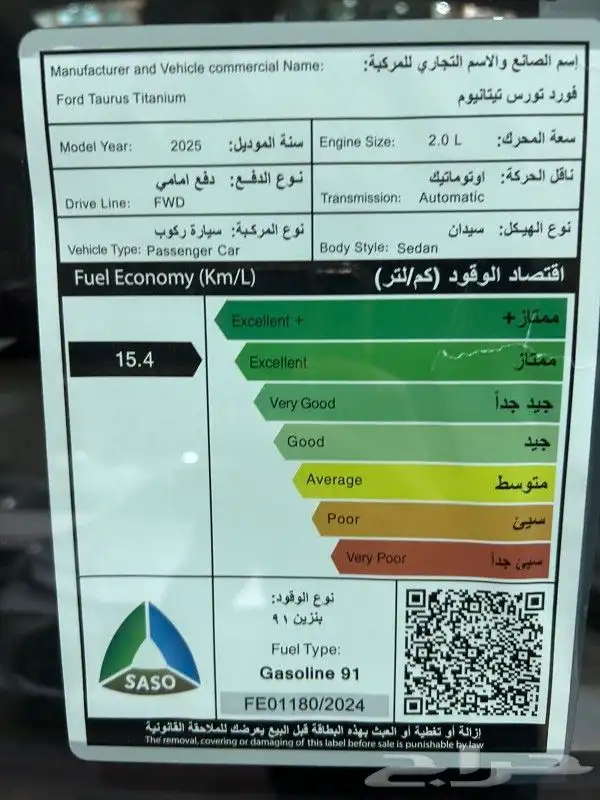 Manufacturer and Vehicle commercial Name: إسم الصانع والاسم التجاري للمركبة:
Ford Taurus Titanium فورد تورس تيتانيوم
Model Year: 2025 سنة الموديل: Engine Size: 2.0 L سعة المحرك:
نوع الدفع: دفع امامي ناقل الحركة: اوتوماتيك
Drive Line: FWD Transmission: Automatic
نوع المركبة: سيارة ركوب نوع الهيكل: سيدان
Vehicle Type: Passenger Car Body Style: Sedan
Fuel Economy (Km/L) اقتصاد الوقود (كم/لتر)
Excellent + ممتاز+
15.4 Excellent ممتاز
Very Good جيد جداً
Good جيد
Average متوسط
Poor سيئ
Very Poor سيئ جداً
نوع الوقود:
بنزين ٩١
Fuel Type:
Gasoline 91
SASO
FE01180/2024
إزالة أو تغطية أو العبث بهذه البطاقة قبل البيع يعرضك للملاحقة القانونية
The removal, covering or damaging of this label before sale is punishable by law
حراج